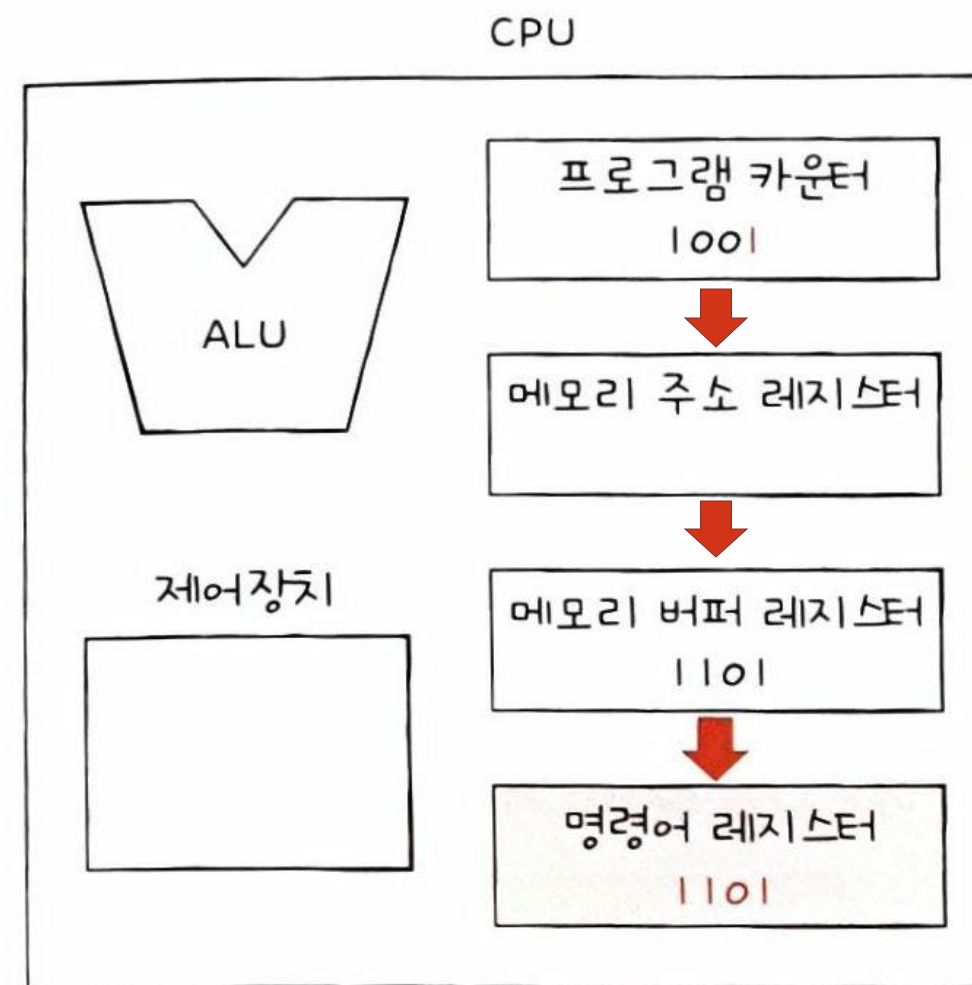 CPU
ALU
제어장치
프로그램 카운터
1001
메모리 주소 레지스터
메모리 버퍼 레지스터
1101
명령어 레지스터
1101